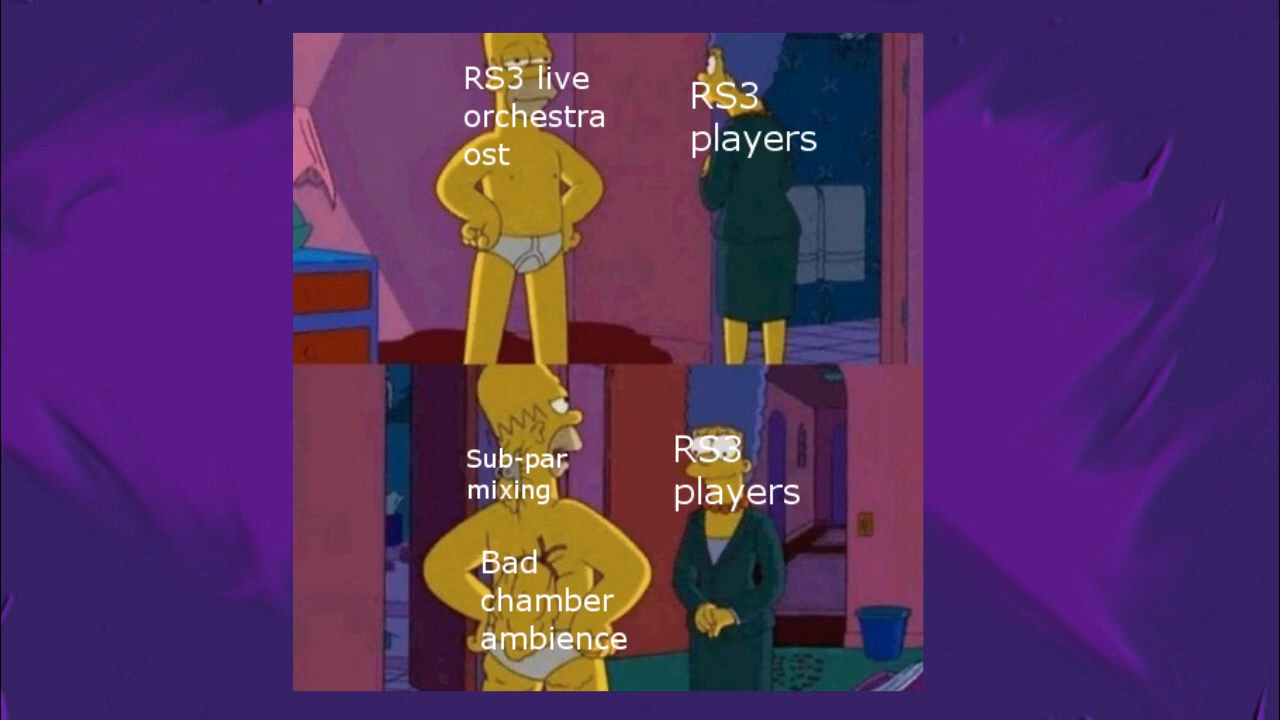 RS3 live
orchestra
ost
RS3
players
Sub-par
mixing
Bad
chamber
ambience
RS3
players